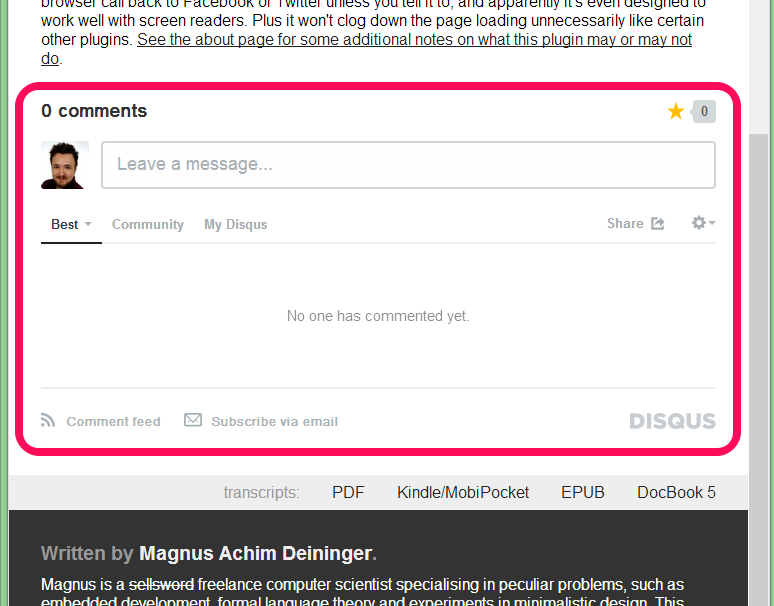 browser call back to Facebook or Twitter unless you tell it to, and apparently it's even designed to
work well with screen readers. Plus it won't clog down the page loading unnecessarily like certain
other plugins. See the about page for some additional notes on what this plugin may or may not
do.
0 comments 0
Leave a message...
Best Community My Disqus Share
No one has commented yet.
Comment feed Subscribe via email DISQUS
transcripts: PDF Kindle/MobiPocket EPUB DocBook 5
Written by Magnus Achim Deininger.
Magnus is a sellsword freelance computer scientist specialising in peculiar problems, such as
embedded development, formal language theory and experiments in minimalistic design. This